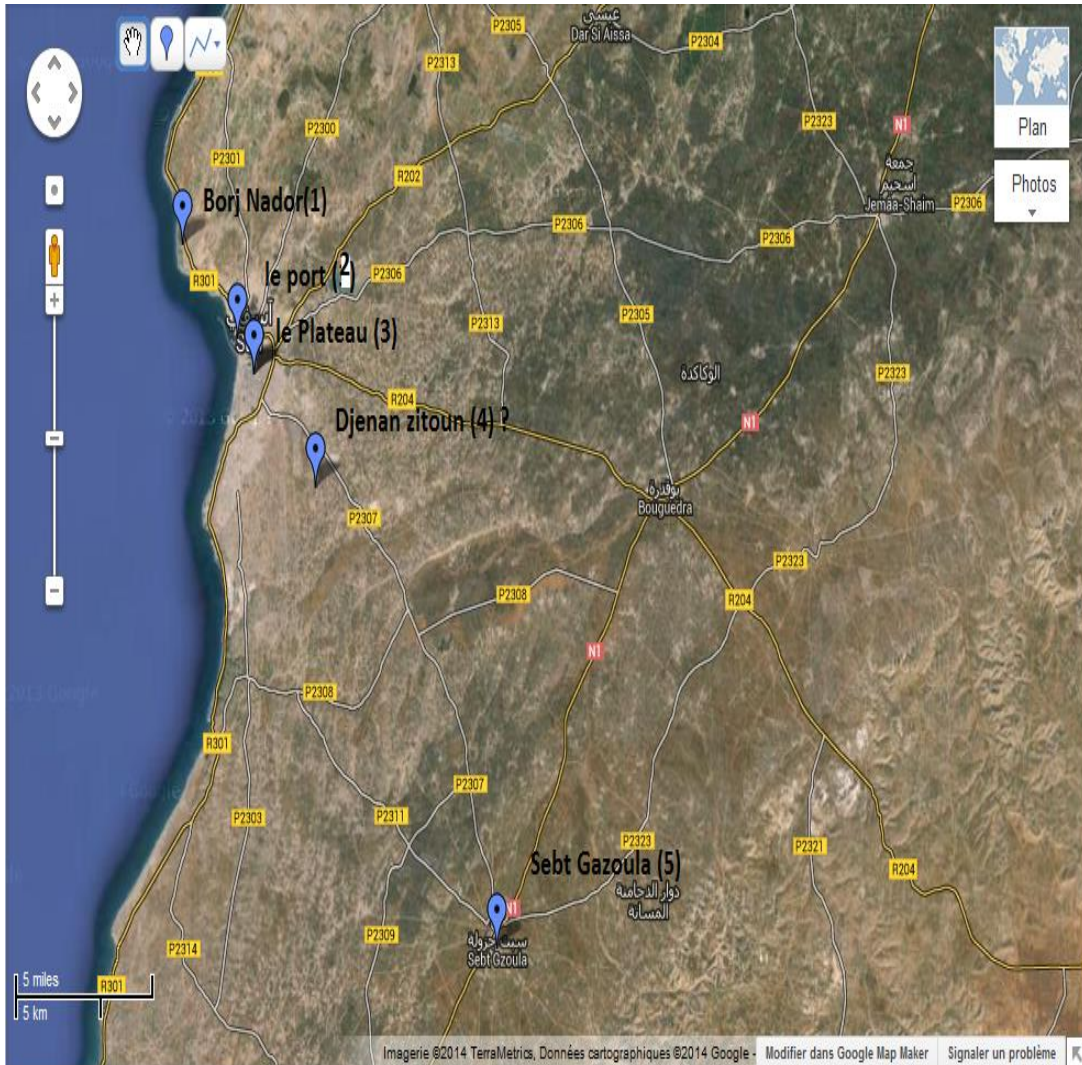 P2305
عيسى
Dar Si Aissa
P2304
P2313
P2300
P2323
N1
Plan
P2301
R202
جمعة
اسحيم
Jemaa-Shaim
P2306
Photos
Borj Nador(1)
P2306
P2306
R301
le port (2)
P2306
P2313
P2305
le Plateau (3)
الوكاكدة
P2323
R204
N1
Djenan zitoun (4) ?
بوقدرة
Bouguedra
P2307
P2323
P2308
R204
N1
P2308
R301
P2307
P2311
P2303
P2323
P2321
Sebt Gazoula (5)
R204
دوار الدحامنة
المسانة
N1
P2309
سبت جزولة
Sebt Gzoula
P2314
5 miles
R301
5 km
Imagerie ©2014 TerraMetrics, Données cartographiques ©2014 Google -
Modifier dans Google Map Maker
Signaler un problème